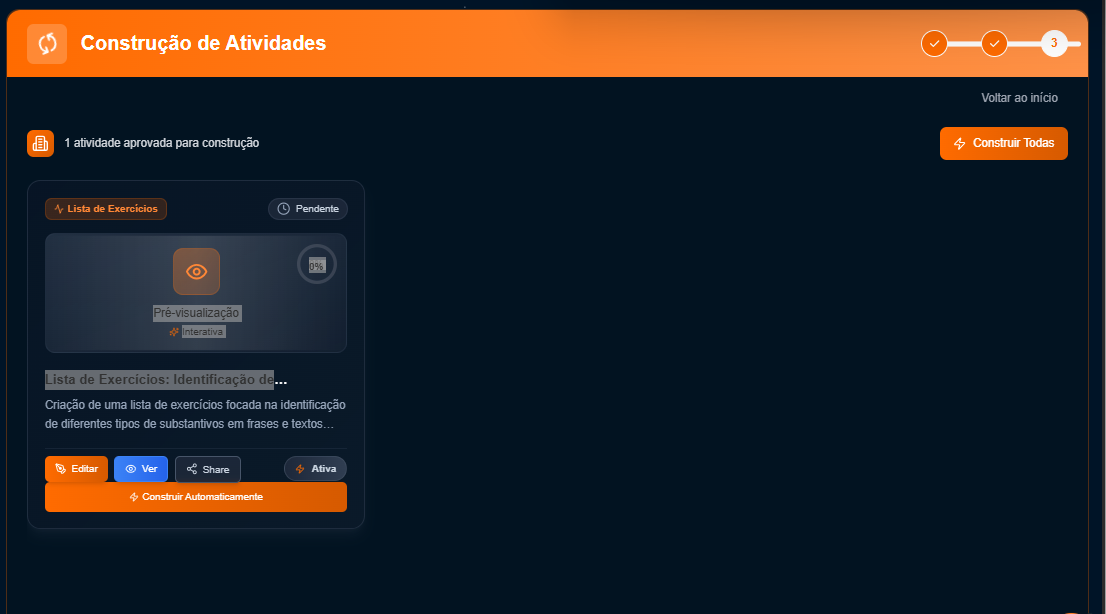 Construção de Atividades
3
Voltar ao início
1 atividade aprovada para construção
Construir Todas
Lista de Exercícios
Pendente
0%
Pré-visualização
Interativa
Lista de Exercícios: Identificação de...
Criação de uma lista de exercícios focada na identificação
de diferentes tipos de substantivos em frases e textos…
Editar
Ver
Share
Ativa
Construir Automaticamente